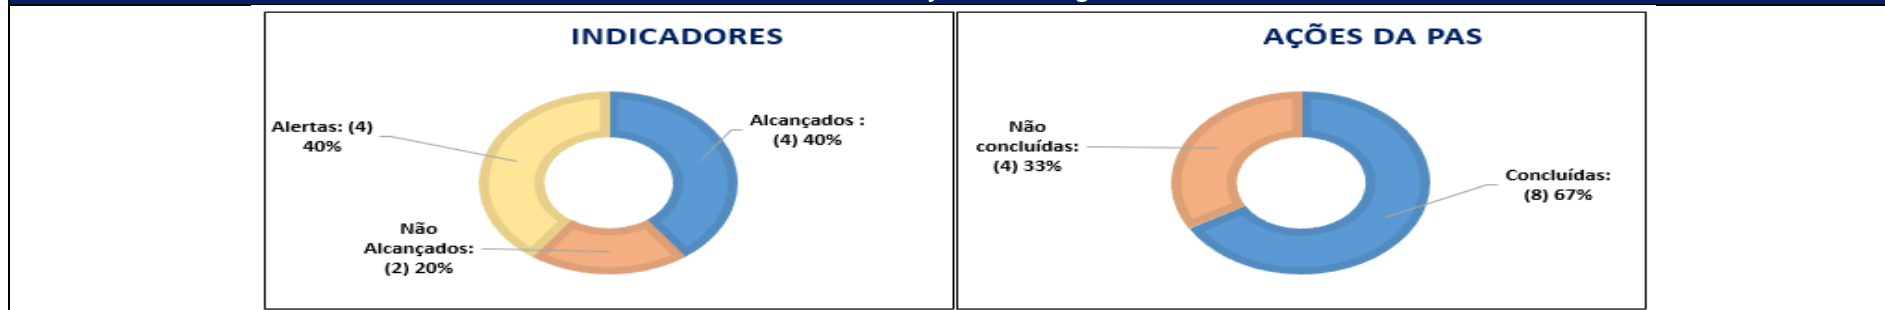 INDICADORES
Alertas: (4)
40%
Alcançados :
(4) 40%
Não
Alcançados:
(2) 20%
AÇÕES DA PAS
Não
concluídas:
(4) 33%
Concluídas:
(8) 67%